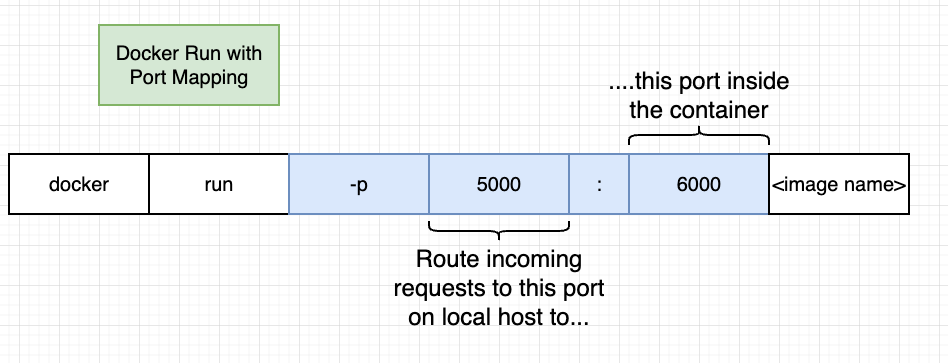 Docker Run with
Port Mapping
....this port inside
the container
docker run -p 5000 : 6000 <image name>
Route incoming
requests to this port
on local host to...